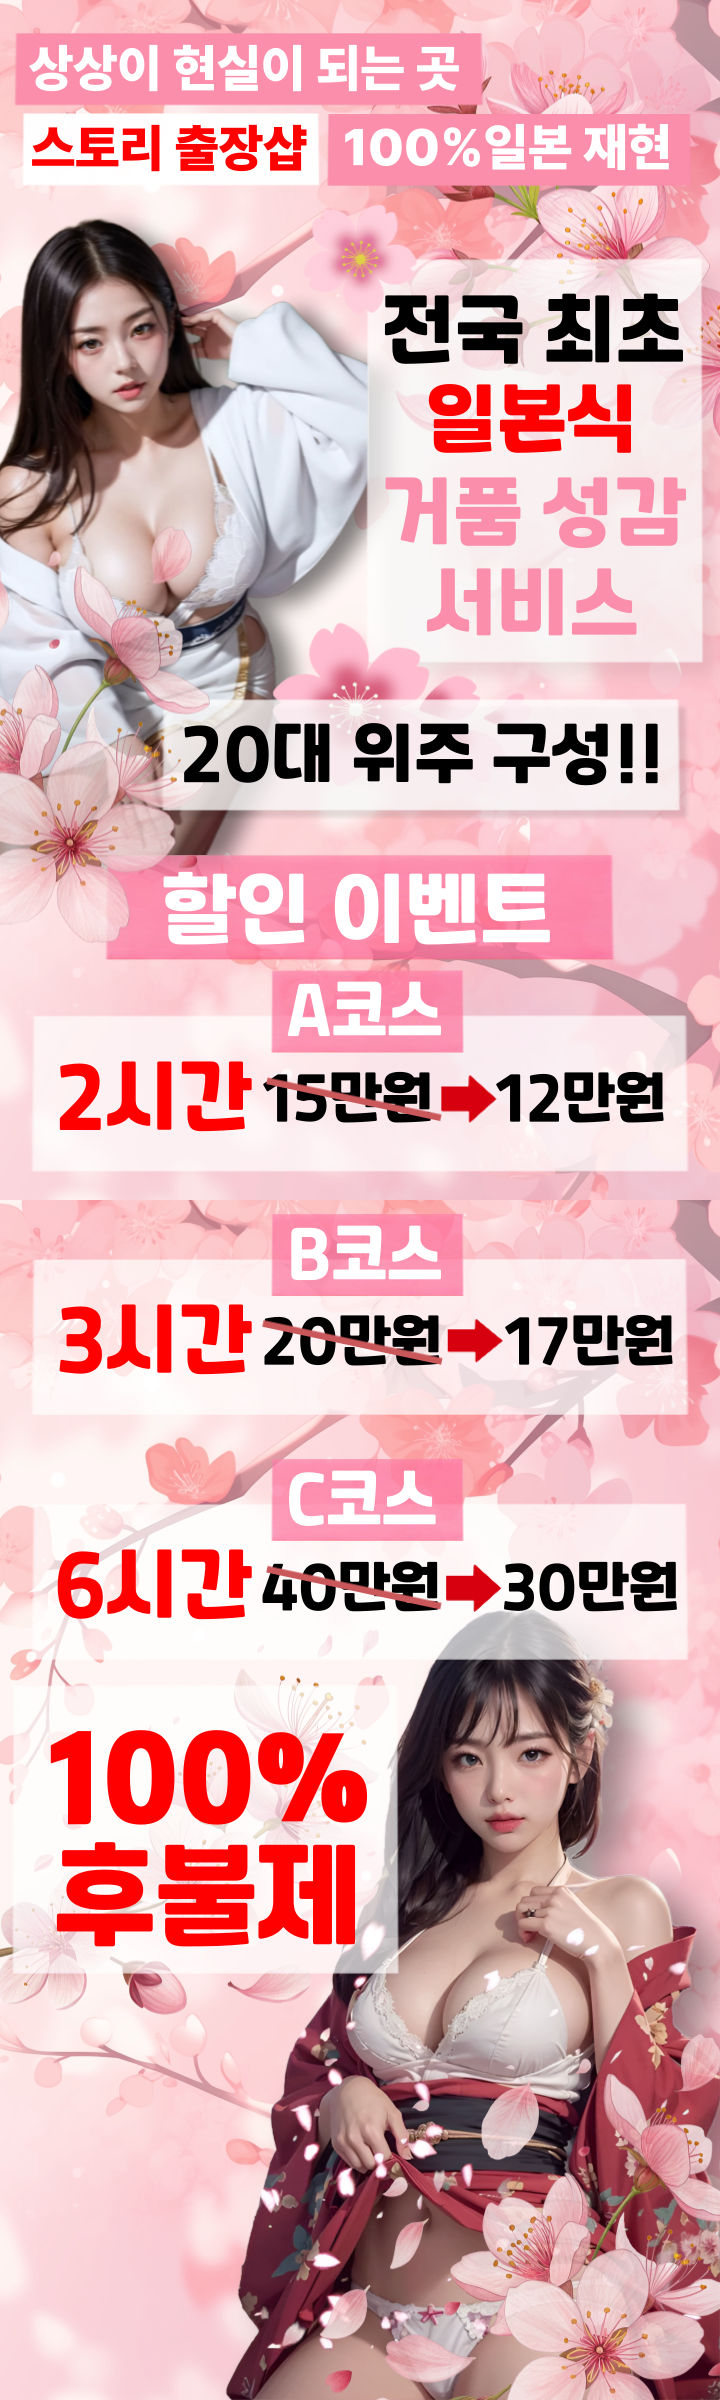 상상이 현실이 되는 곳
스토리 출장샵 100%일본 재현
전국 최초
일본식
거품 성감
서비스
20대 위주 구성!!
할인 이벤트
A코스
2시간 15만원 12만원
B코스
3시간 20만원 17만원
C코스
6시간 40만원 30만원
100%
후불제